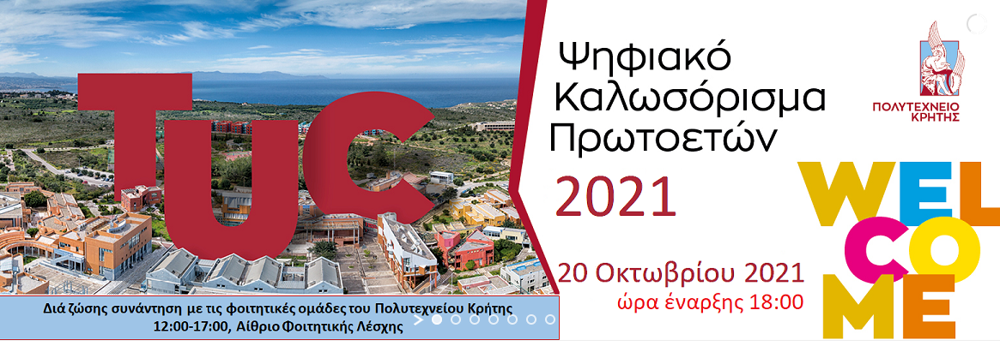 TUC
Ψηφιακό
Καλωσόρισμα
Πρωτοετών
2021
ΠΟΛΥΤΕΧΝΕΙΟ
ΚΡΗΤΗΣ
WEL
CO
ME
20 Οκτωβρίου 2021
ώρα έναρξης 18:00
Διά ζώσης συνάντηση με τις φοιτητικές ομάδες του Πολυτεχνείου Κρήτης
12:00-17:00, Αίθριο Φοιτητικής Λέσχης